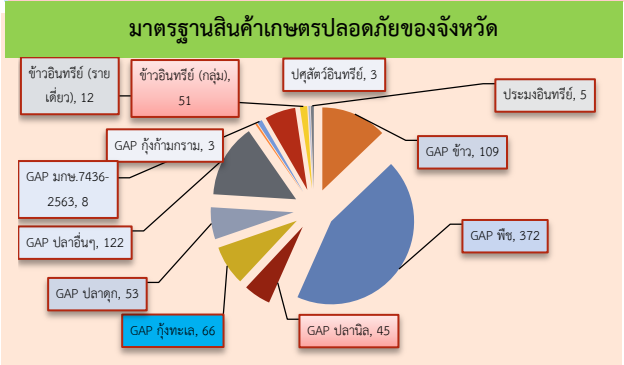 มาตรฐานสินค้าเกษตรปลอดภัยของจังหวัด
ข้าวอินทรีย์ (ราย
เดี่ยว), 12
ข้าวอินทรีย์ (กลุ่ม),
51
ปศุสัตว์อินทรีย์, 3
ประมงอินทรีย์, 5
GAP กุ้งก้ามกราม, 3
GAP ข้าว, 109
GAP มกษ.7436-
2563, 8
GAP พืช, 372
GAP ปลาอื่นๆ, 122
GAP ปลาดุก, 53
GAP กุ้งทะเล, 66
GAP ปลานิล, 45